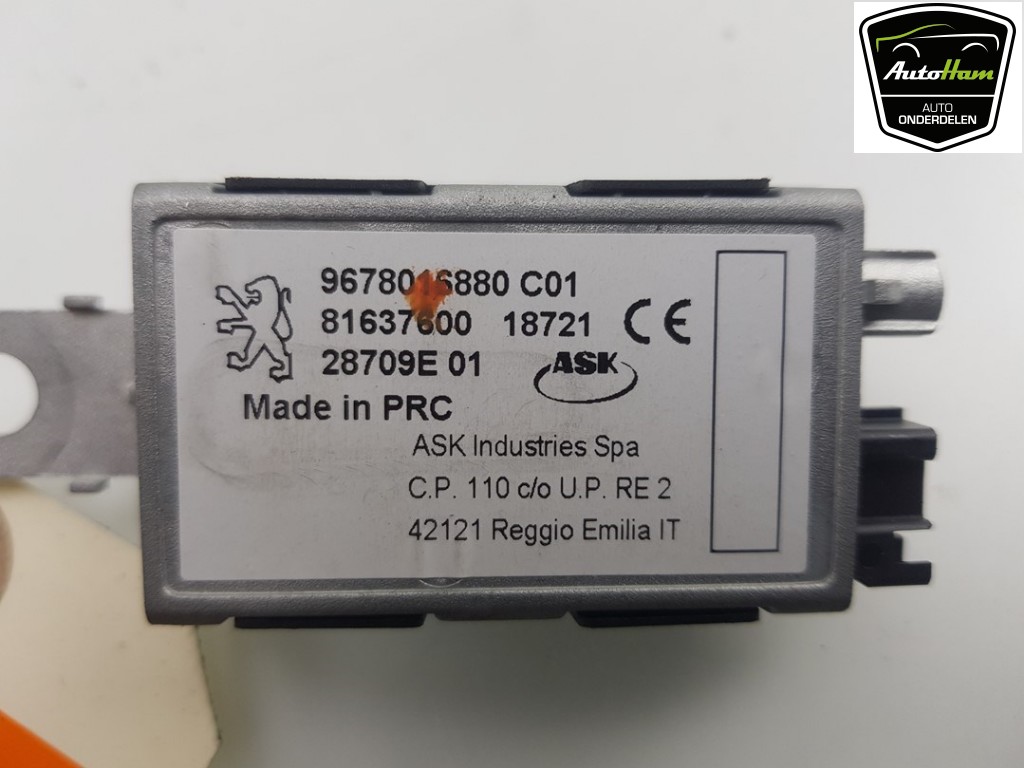 AutoHam
AUTO
ONDERDELEN
9678016880 C01
81637600 18721 CE
28709E 01 ASK
Made in PRC
ASK Industries Spa
C.P. 110 c/o U.P. RE 2
42121 Reggio Emilia IT